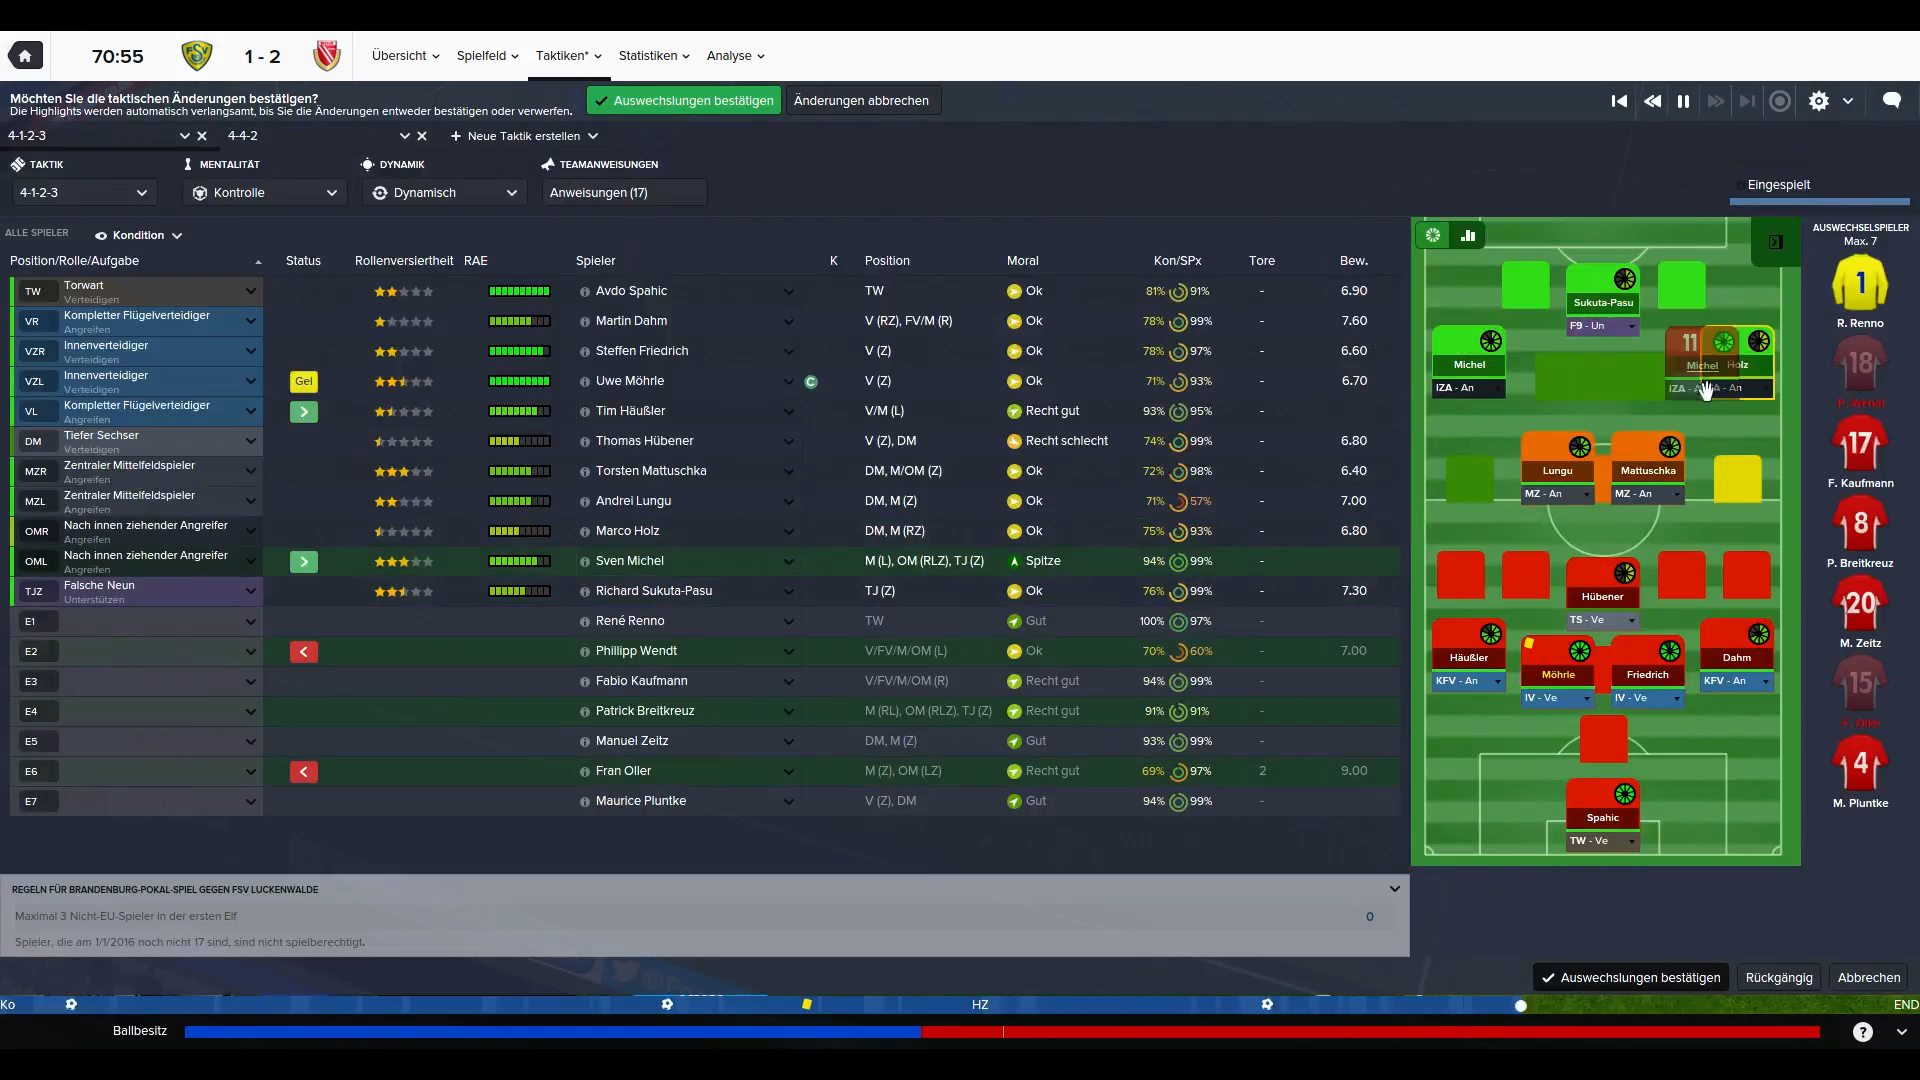 70:55
1 - 2
Übersicht
Spielfeld
Taktiken*
Statistiken
Analyse
Möchten Sie die taktischen Änderungen bestätigen?
Die Highlights werden automatisch verlangsamt, bis Sie die Änderungen entweder bestätigen oder verwerfen.
Auswechslungen bestätigen
Änderungen abbrechen
4-1-2-3
4-4-2
Neue Taktik erstellen
TAKTIK
MENTALITÄT
DYNAMIK
TEAMANWEISUNGEN
4-1-2-3
Kontrolle
Dynamisch
Anweisungen (17)
Eingespielt
ALLE SPIELER
Kondition
Position/Rolle/Aufgabe Status Rollenversiertheit RAE Spieler K Position Moral Kon/SPx Tore Bew.
TW Torwart Verteidigen Avdo Spahic TW Ok 81% 91% - 6.90
VR Kompletter Flügelverteidiger Angreifen Martin Dahm V (RZ), FV/M (R) Ok 78% 99% - 7.60
VZR Innenverteidiger Verteidigen Steffen Friedrich V (Z) Ok 78% 97% - 6.60
VZL Innenverteidiger Verteidigen Gel Uwe Möhrle C V (Z) Ok 71% 93% - 6.70
VL Kompletter Flügelverteidiger Angreifen Tim Häußler V/M (L) Recht gut 93% 95% -
DM Tiefer Sechser Verteidigen Thomas Hübener V (Z), DM Recht schlecht 74% 99% - 6.80
MZR Zentraler Mittelfeldspieler Angreifen Torsten Mattuschka DM, M/OM (Z) Ok 72% 98% - 6.40
MZL Zentraler Mittelfeldspieler Angreifen Andrei Lungu DM, M (Z) Ok 71% 57% - 7.00
OMR Nach innen ziehender Angreifer Angreifen Marco Holz DM, M (RZ) Ok 75% 93% - 6.80
OML Nach innen ziehender Angreifer Angreifen Sven Michel M (L), OM (RLZ), TJ (Z) Spitze 94% 99% -
TJZ Falsche Neun Unterstützen Richard Sukuta-Pasu TJ (Z) Ok 76% 99% - 7.30
E1 René Renno TW Gut 100% 97% -
E2 Phillipp Wendt V/FV/M/OM (L) Ok 70% 60% - 7.00
E3 Fabio Kaufmann V/FV/M/OM (R) Recht gut 94% 99% -
E4 Patrick Breitkreuz M (RL), OM (RLZ), TJ (Z) Recht gut 91% 91% -
E5 Manuel Zeitz DM, M (Z) Gut 93% 99% -
E6 Fran Oller M (Z), OM (LZ) Recht gut 69% 97% 2 9.00
E7 Maurice Pluntke V (Z), DM Gut 94% 99% -
Sukuta-Pasu
F9 - Un
Michel
IZA - An
11
Michel
Holz
Lungu
MZ - An
Mattuschka
MZ - An
Hübener
TS - Ve
Häußler
KFV - An
Möhrle
IV - Ve
Friedrich
IV - Ve
Dahm
KFV - An
Spahic
TW - Ve
AUSWECHSELSPIELER
Max. 7
1
R. Renno
18
17
F. Kaufmann
8
P. Breitkreuz
20
M. Zeitz
15
4
M. Pluntke
REGELN FÜR BRANDENBURG-POKAL-SPIEL GEGEN FSV LUCKENWALDE
Maximal 3 Nicht-EU-Spieler in der ersten Elf 0
Spieler, die am 1/1/2016 noch nicht 17 sind, sind nicht spielberechtigt.
Auswechslungen bestätigen
Rückgängig
Abbrechen
Ko
HZ
END
Ballbesitz
?